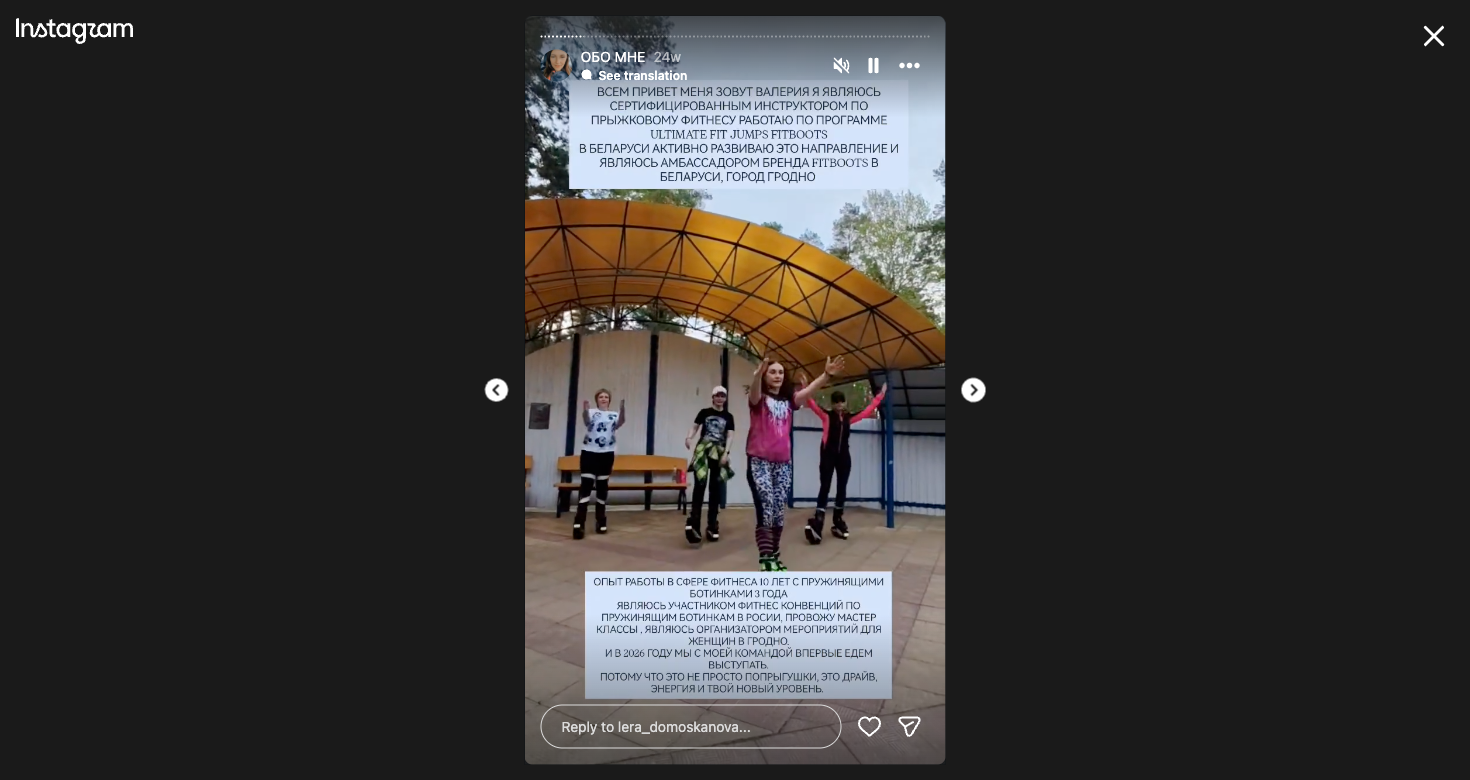 Instagram
ОБО МНЕ 24w
See translation
ВСЕМ ПРИВЕТ МЕНЯ ЗОВУТ ВАЛЕРИЯ Я ЯВЛЯЮСЬ
СЕРТИФИЦИРОВАННЫМ ИНСТРУКТОРОМ ПО
ПРЫЖКОВОМУ ФИТНЕСУ РАБОТАЮ ПО ПРОГРАММЕ
ULTIMATE FIT JUMPS FITBOOTS
В БЕЛАРУСИ АКТИВНО РАЗВИВАЮ ЭТО НАПРАВЛЕНИЕ И
ЯВЛЯЮСЬ АМБАССАДОРОМ БРЕНДА FITBOOTS В
БЕЛАРУСИ, ГОРОД ГРОДНО
ОПЫТ РАБОТЫ В СФЕРЕ ФИТНЕСА 10 ЛЕТ С ПРУЖИНЯЩИМИ
БОТИНКАМИ 3 ГОДА
ЯВЛЯЮСЬ УЧАСТНИКОМ ФИТНЕС КОНВЕНЦИЙ ПО
ПРУЖИНЯЩИМ БОТИНКАМ В РОСИИ, ПРОВОЖУ МАСТЕР
КЛАССЫ , ЯВЛЯЮСЬ ОРГАНИЗАТОРОМ МЕРОПРИЯТИЙ ДЛЯ
ЖЕНЩИН В ГРОДНО.
И В 2026 ГОДУ МЫ С МОЕЙ КОМАНДОЙ ВПЕРВЫЕ ЕДЕМ
ВЫСТУПАТЬ.
ПОТОМУ ЧТО ЭТО НЕ ПРОСТО ПОПРЫГУШКИ, ЭТО ДРАЙВ,
ЭНЕРГИЯ И ТВОЙ НОВЫЙ УРОВЕНЬ.
Reply to lera_domoskanova...